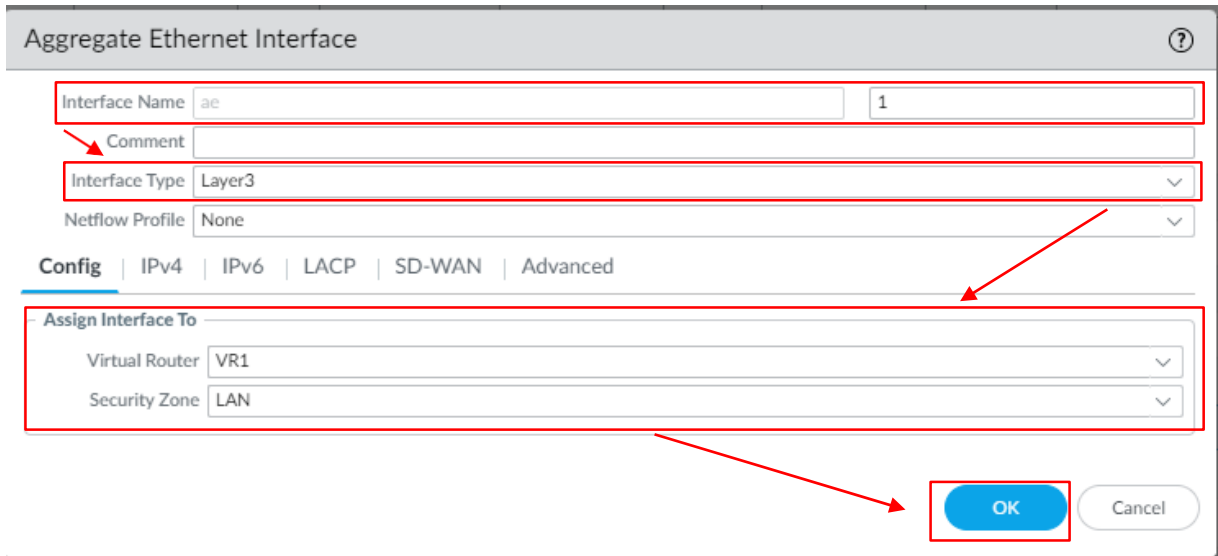 Aggregate Ethernet Interface ?
Interface Name ae 1
Comment
Interface Type Layer3
Netflow Profile None
Config | IPv4 | IPv6 | LACP | SD-WAN | Advanced
Assign Interface To
Virtual Router VR1
Security Zone LAN
OK Cancel